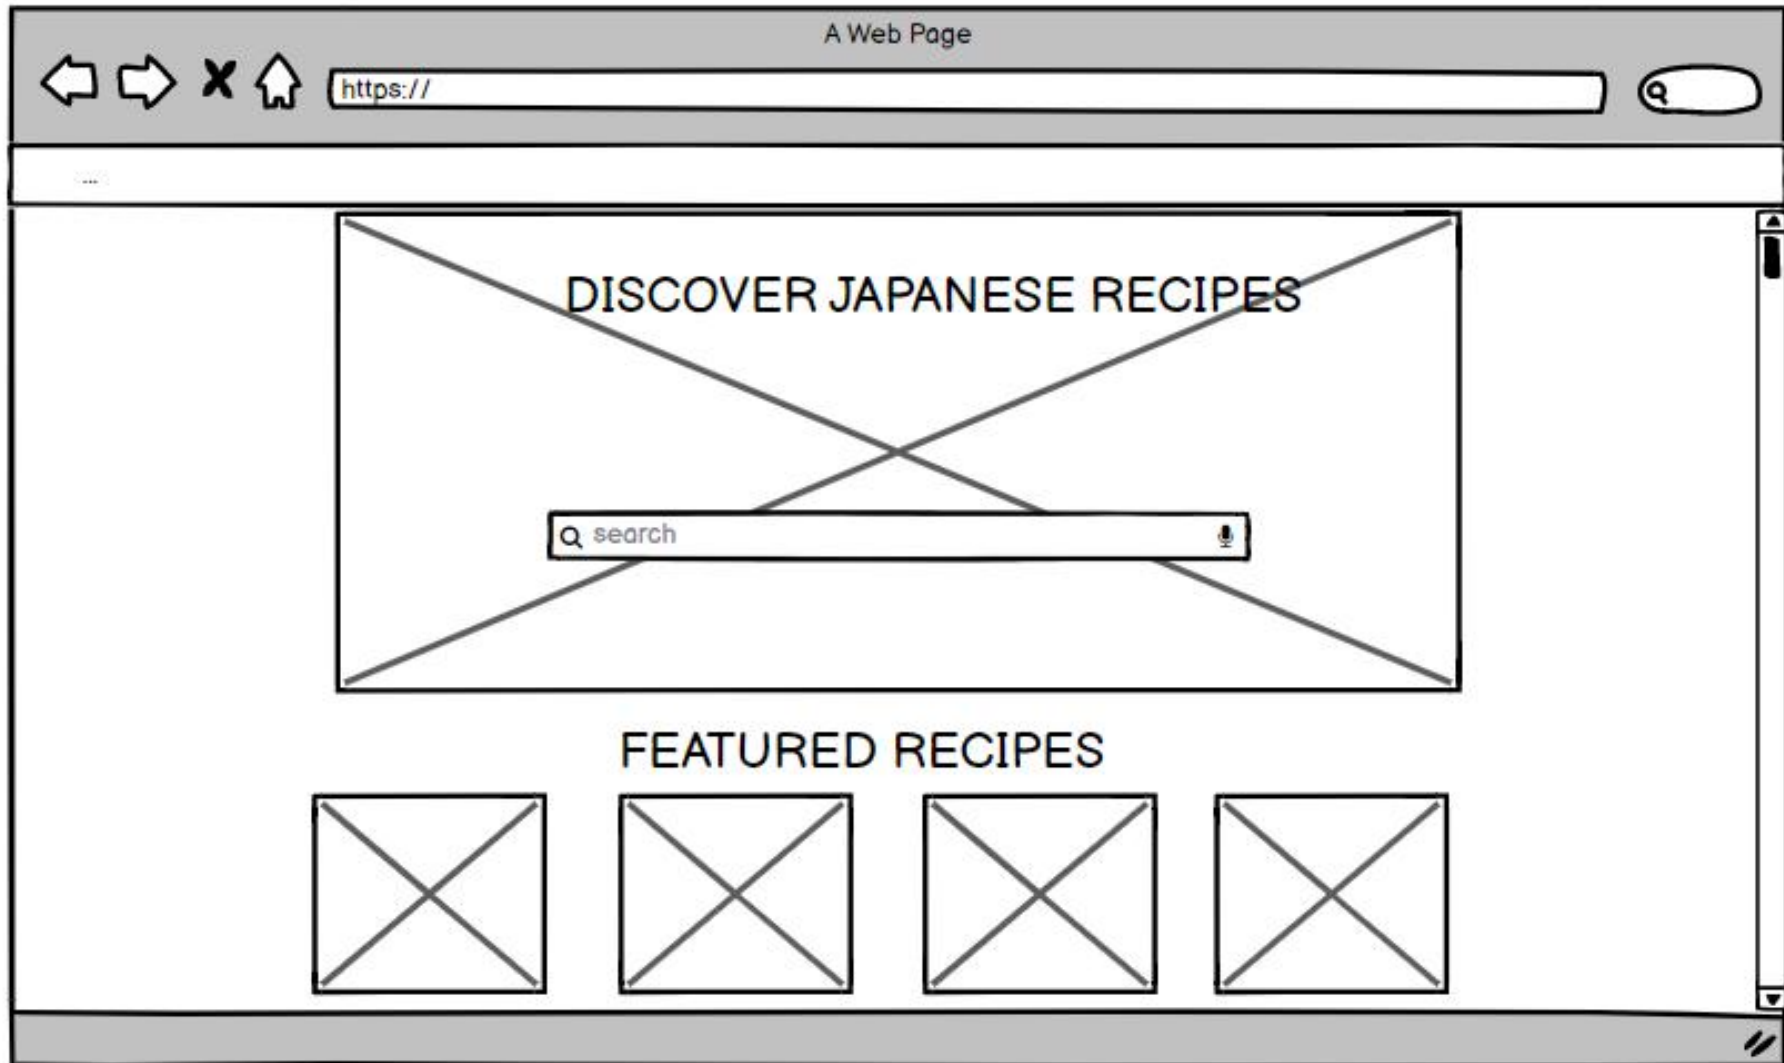 A Web Page
https://
...
DISCOVER JAPANESE RECIPES
search
FEATURED RECIPES